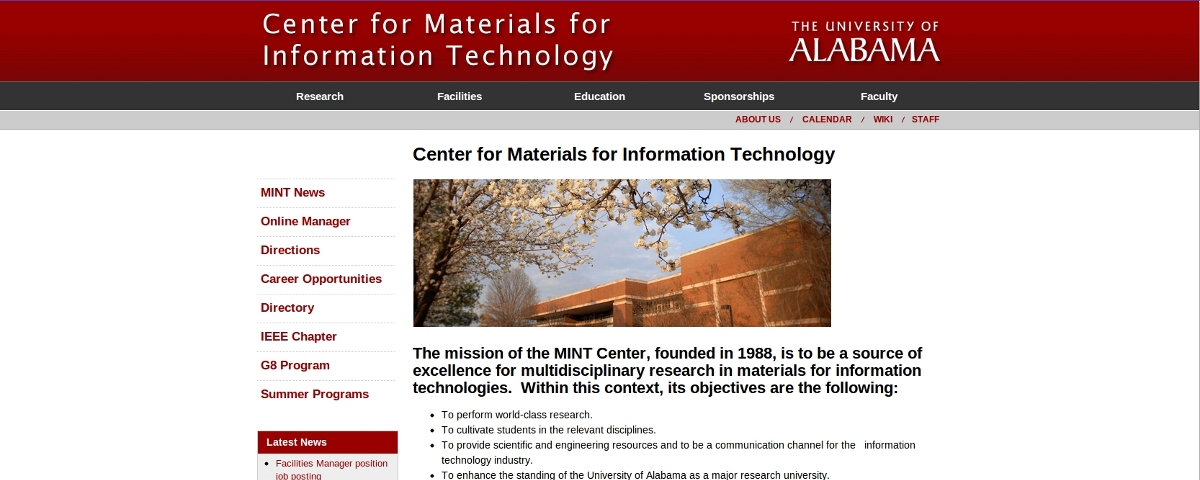 Center for Materials for
Information Technology
THE UNIVERSITY OF
ALABAMA
Research
Facilities
Education
Sponsorships
Faculty
ABOUT US / CALENDAR / WIKI / STAFF
Center for Materials for Information Technology
MINT News
Online Manager
Directions
Career Opportunities
Directory
IEEE Chapter
G8 Program
Summer Programs
Latest News
Facilities Manager position
job posting
The mission of the MINT Center, founded in 1988, is to be a source of
excellence for multidisciplinary research in materials for information
technologies. Within this context, its objectives are the following:
To perform world-class research.
To cultivate students in the relevant disciplines.
To provide scientific and engineering resources and to be a communication channel for the information
technology industry.
To enhance the standing of the University of Alabama as a major research university.